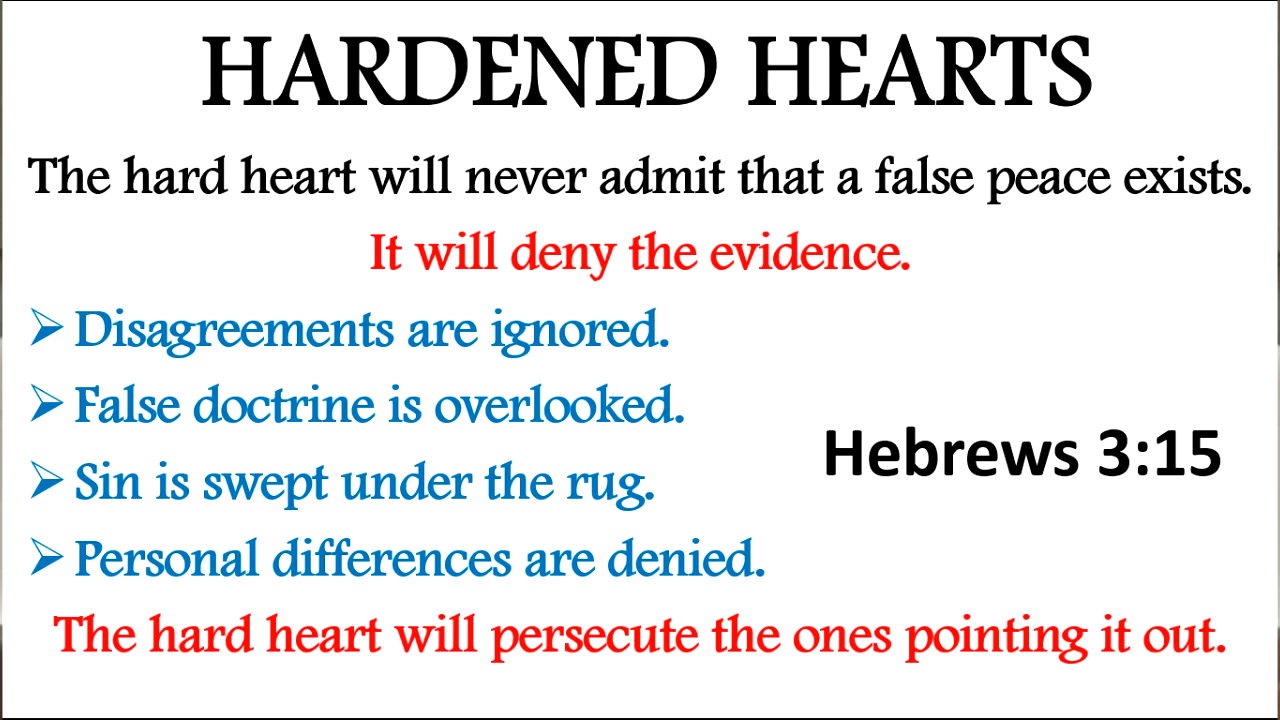 HARDENED HEARTS
The hard heart will never admit that a false peace exists.
It will deny the evidence.
➢ Disagreements are ignored.
➢ False doctrine is overlooked.
Hebrews 3:15
➢ Sin is swept under the rug.
➢ Personal differences are denied.
The hard heart will persecute the ones pointing it out.